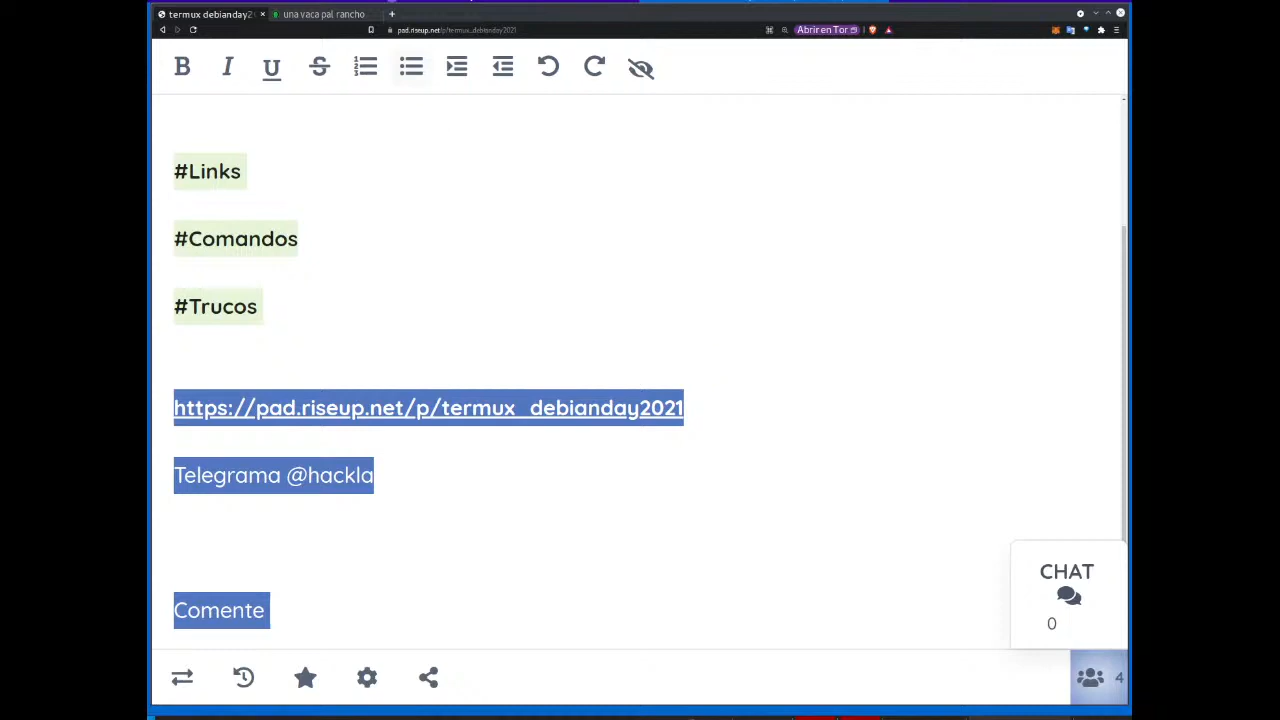 termux debianday2
una vaca pal rancho
pad.riseup.net/p/termux_debianday2021
Abrir en Tor
B I U S
#Links
#Comandos
#Trucos
https://pad.riseup.net/p/termux_debianday2021
Telegrama @hackla
Comente
CHAT
0
4